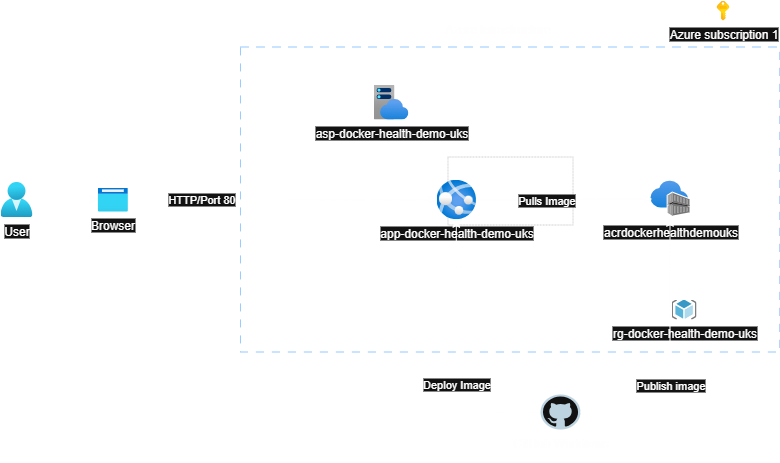 Azure subscription 1
asp-docker-health-demo-uks
HTTP/Port 80
Pulls Image
User
Browser
app-docker-health-demo-uks
acrdockerhealthdemouks
rg-docker-health-demo-uks
Deploy Image
Publish image